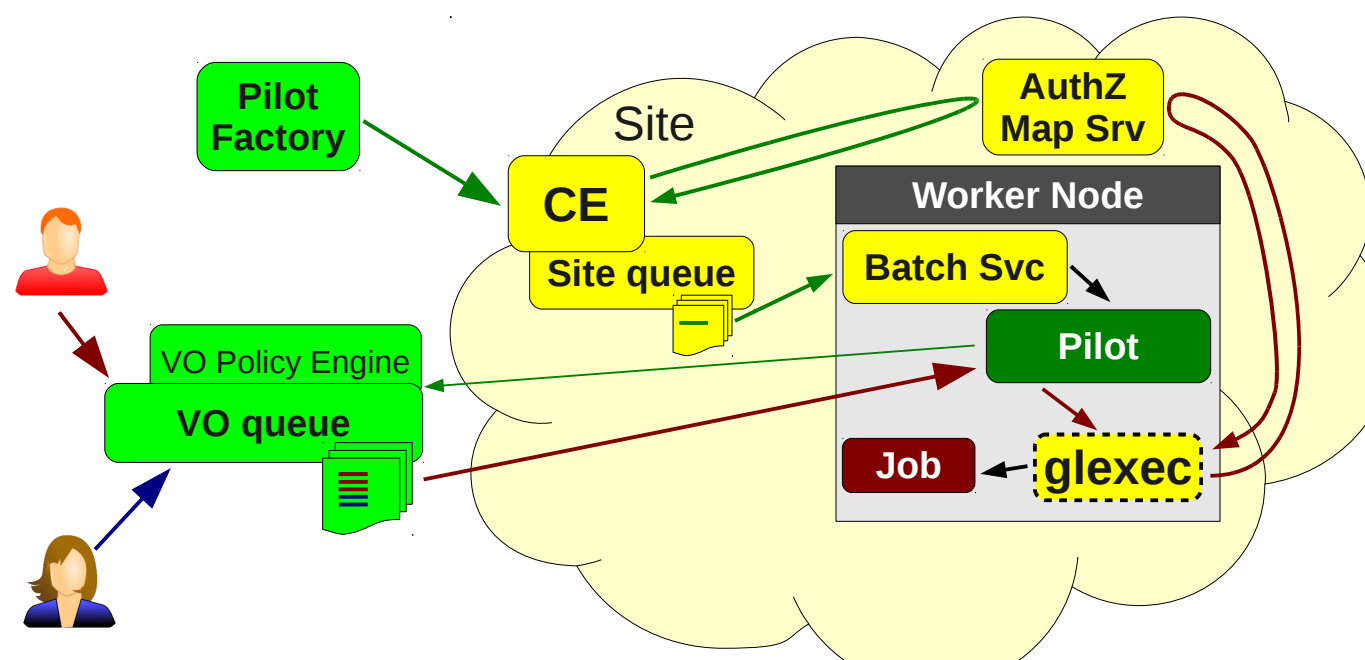 Pilot
Factory
Site
AuthZ
Map Srv
CE
Worker Node
Site queue
Batch Svc
VO Policy Engine
Pilot
VO queue
Job
glexec